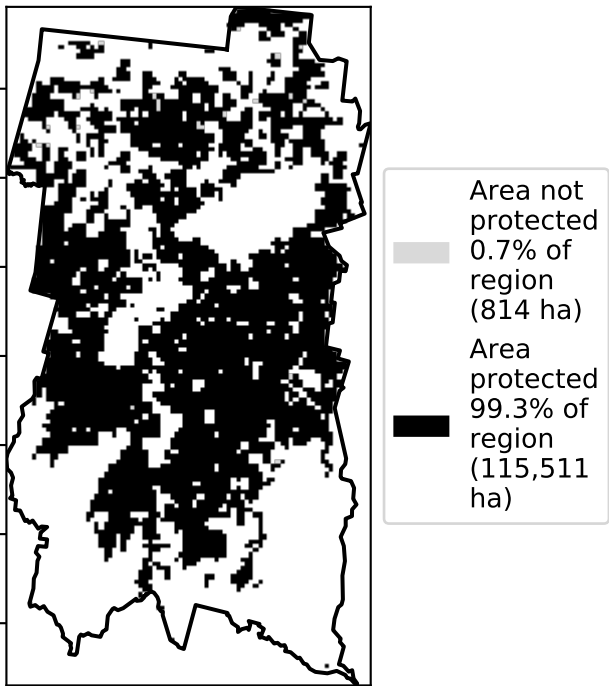 Area not
protected
0.7% of
region
(814 ha)
Area
protected
99.3% of
region
(115,511
ha)